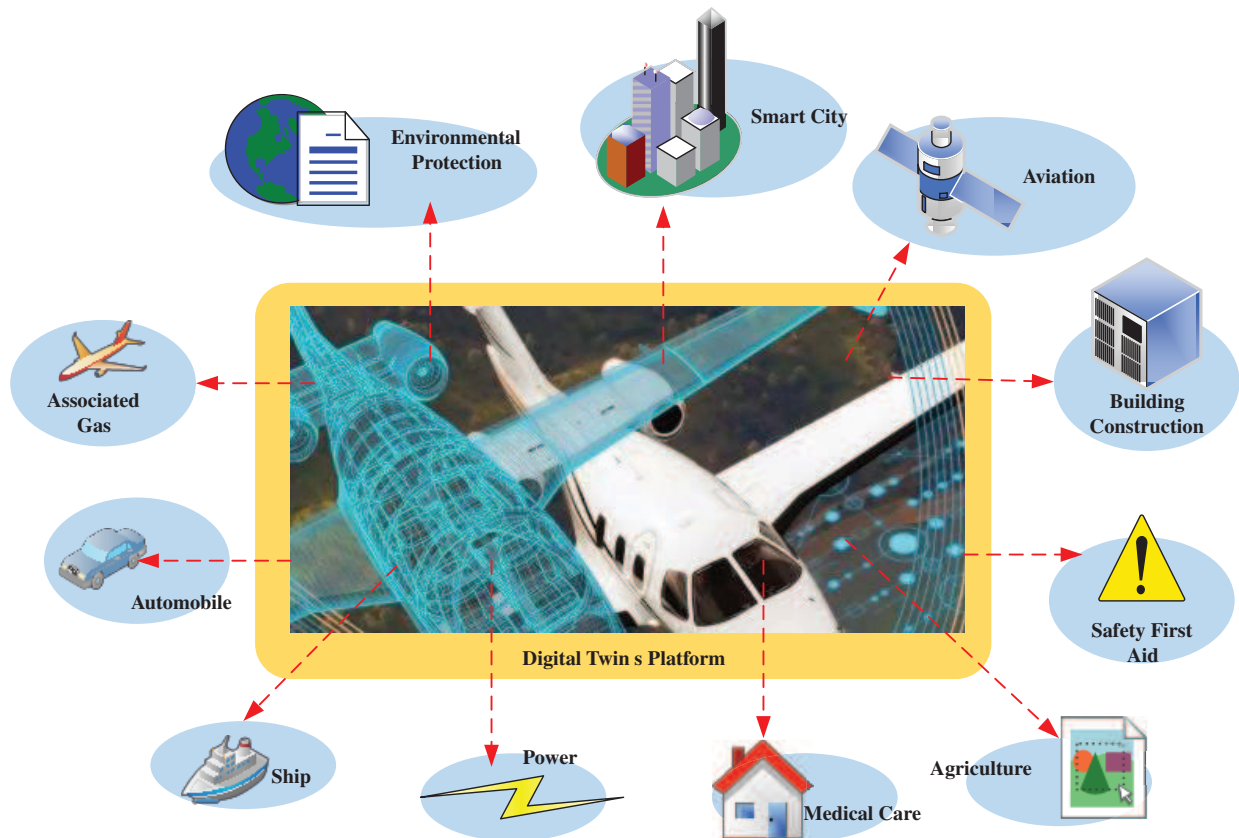 Environmental
Protection
Smart City
Aviation
Associated
Gas
Building
Construction
Automobile
Safety First
Aid
Digital Twin s Platform
Ship
Power
Medical Care
Agriculture